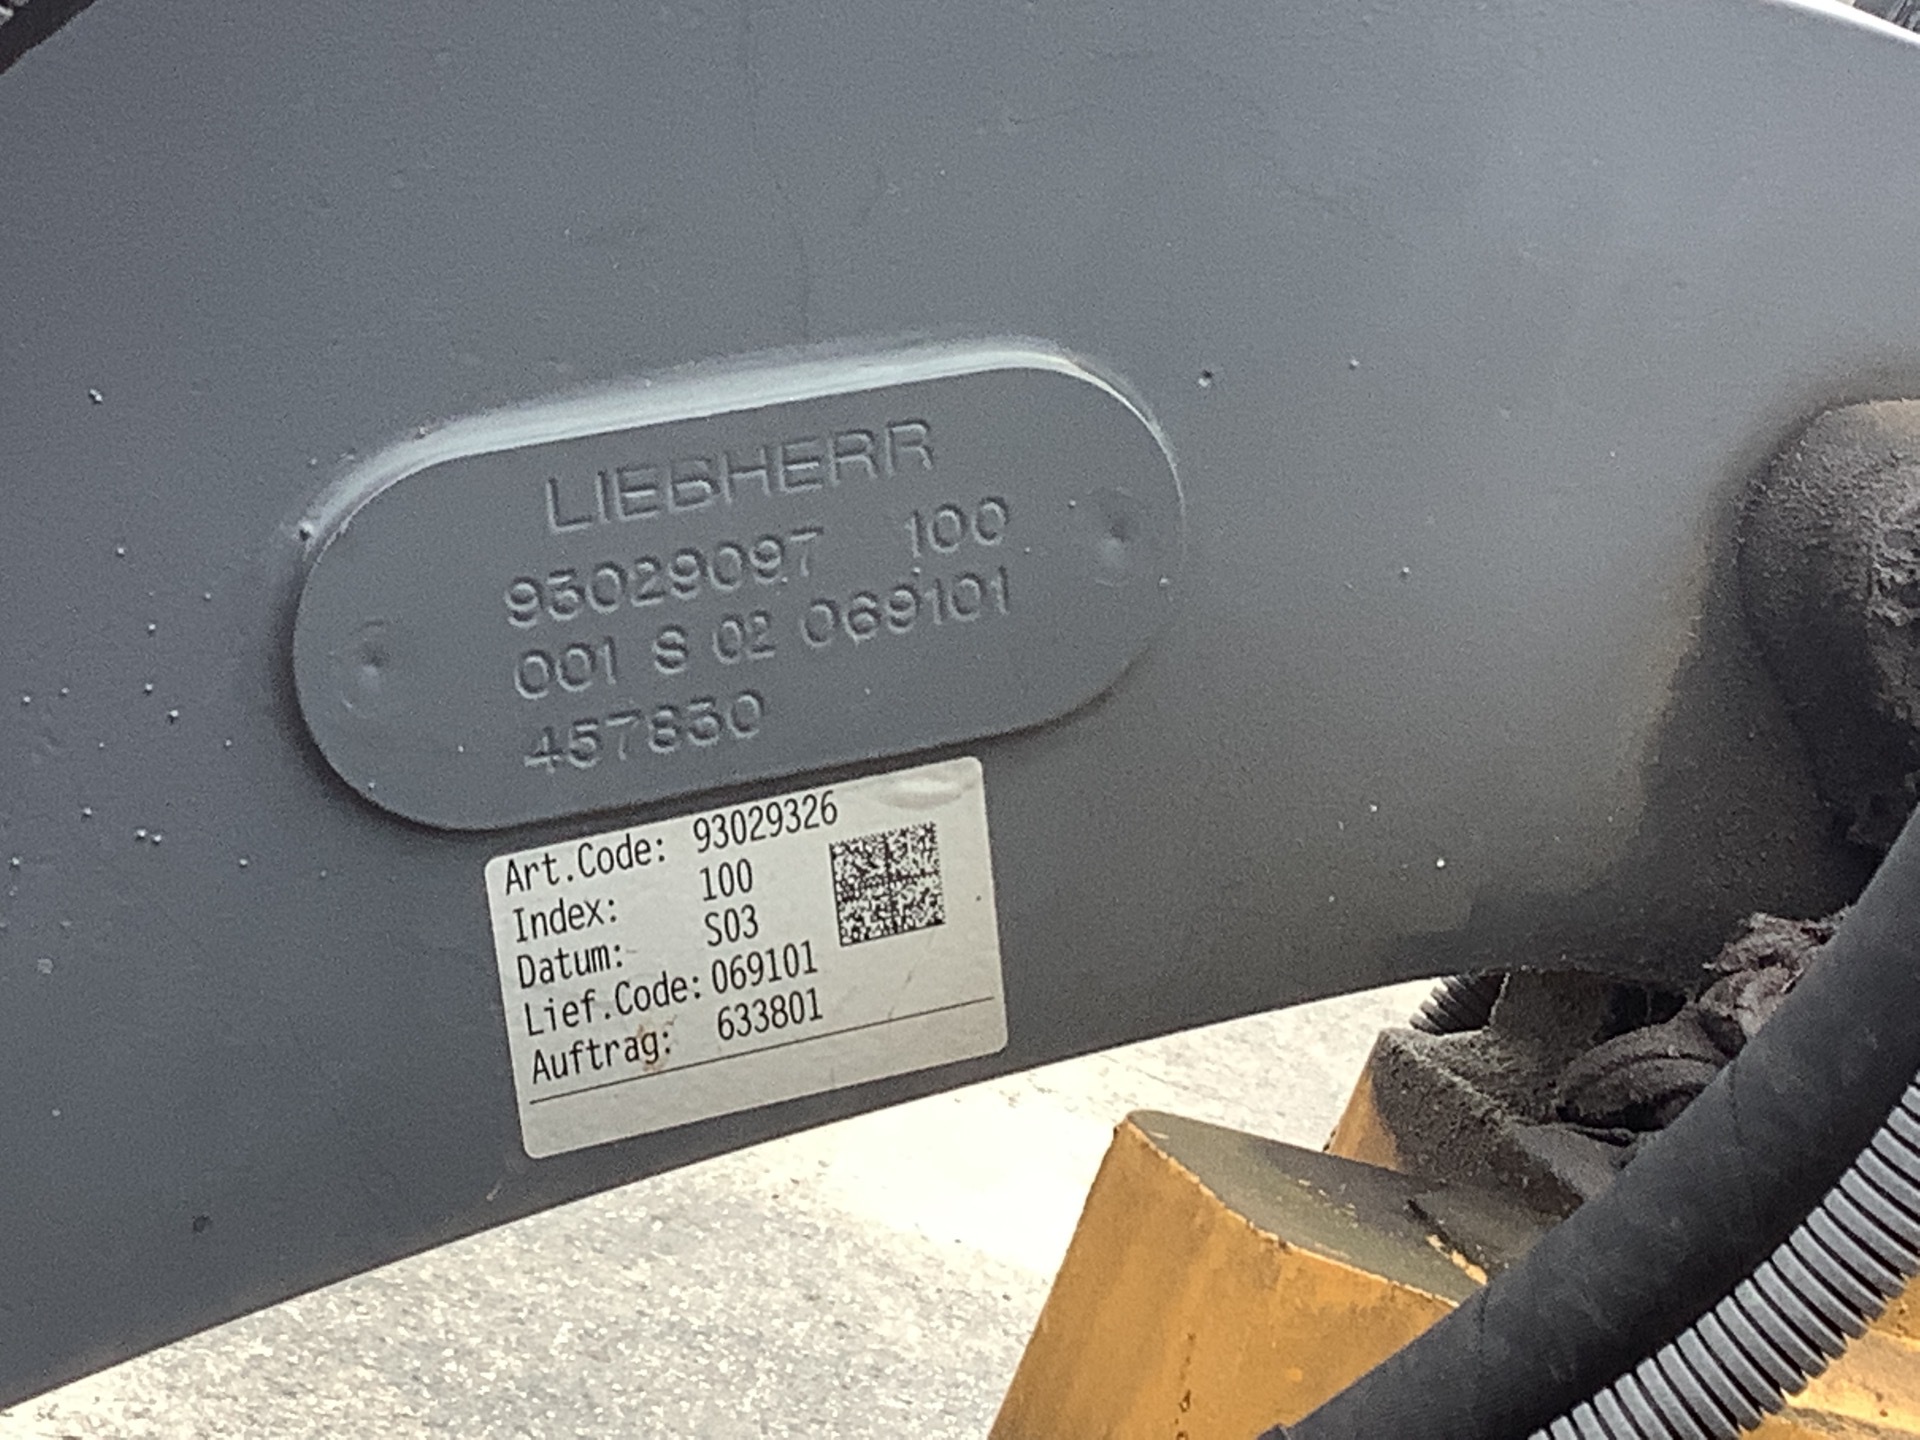 LIEBHERR
93029097 100
001 S 02 069101
457830
Art.Code: 93029326
Index: 100
Datum: S03
Lief.Code: 069101
Auftrag: 633801